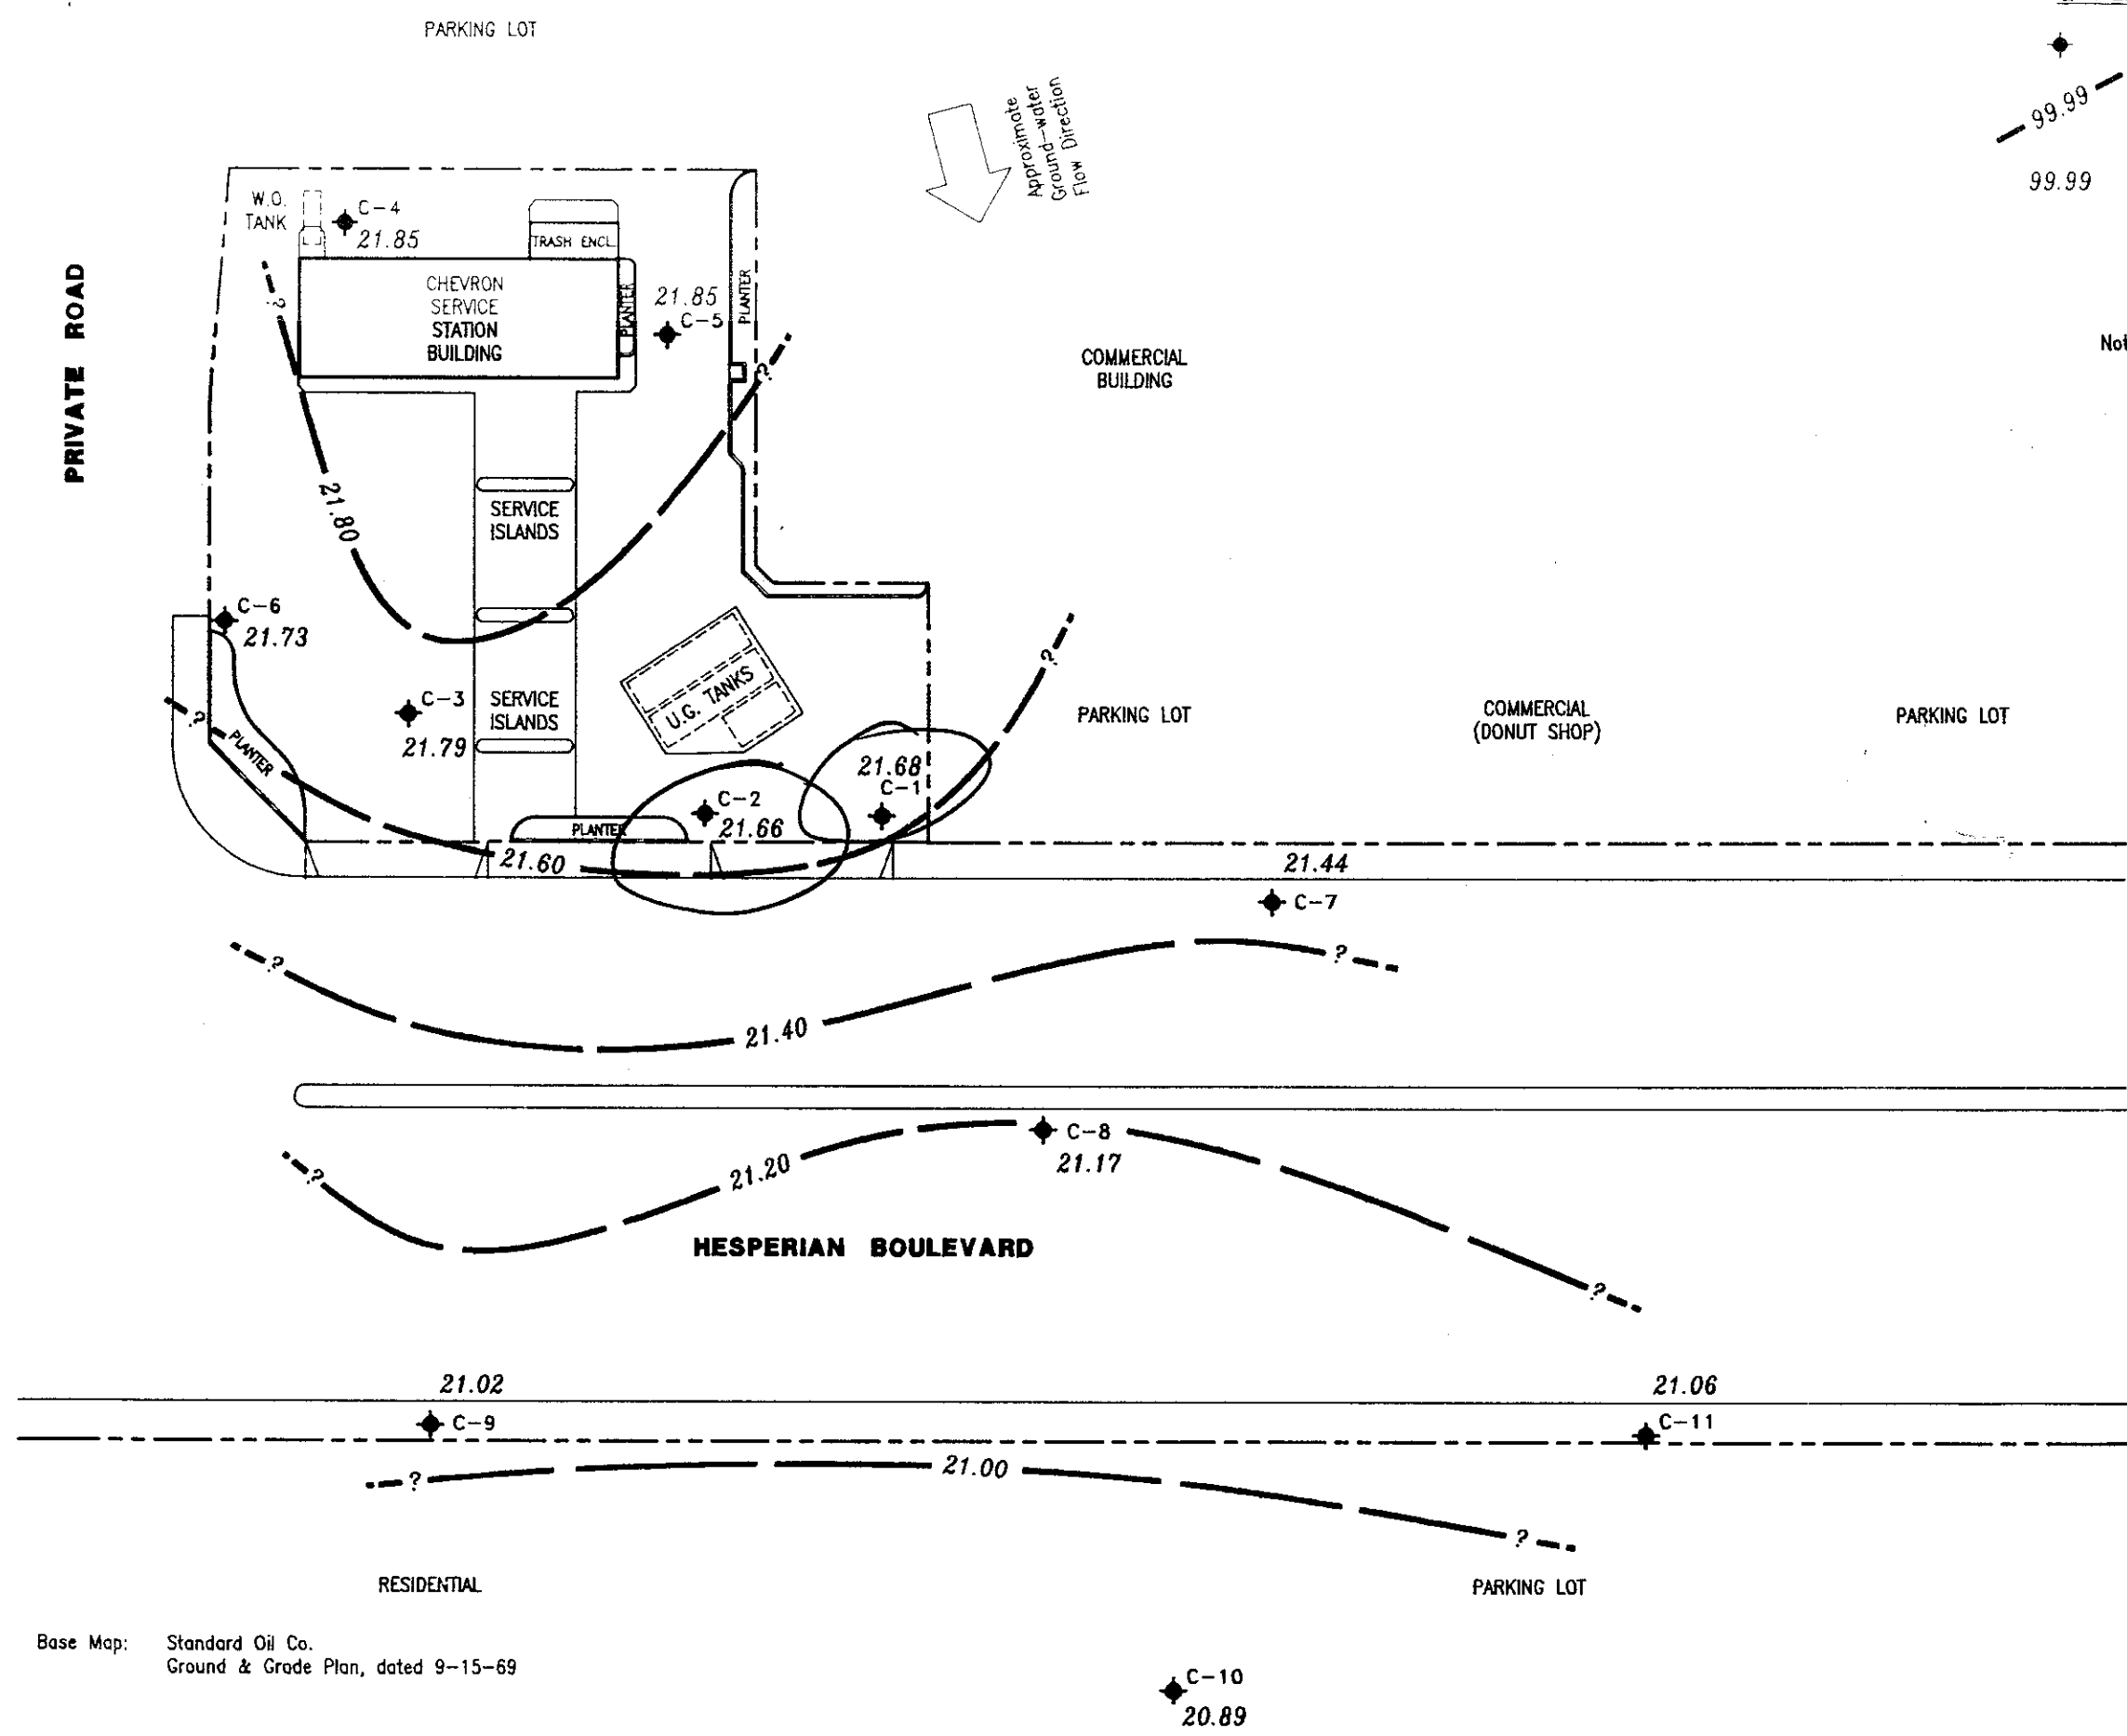 PARKING LOT
Approximate
Ground-water
Flow Direction
99.99
99.99
W.O.
TANK
C-4
21.85
TRASH ENCL.
CHEVRON
SERVICE
STATION
BUILDING
PLANTER
21.85
C-5
PLANTER
PRIVATE ROAD
COMMERCIAL
BUILDING
Not
?
?
21.80
SERVICE
ISLANDS
C-6
21.73
?
C-3
21.79
SERVICE
ISLANDS
U.G. TANKS
PARKING LOT
COMMERCIAL
(DONUT SHOP)
PARKING LOT
?
PLANTER
21.68
C-1
C-2
21.66
PLANTER
21.60
21.44
C-7
?
?
21.40
C-8
21.17
?
21.20
HESPERIAN BOULEVARD
?
21.02
C-9
21.06
C-11
?
21.00
?
RESIDENTIAL
PARKING LOT
Base Map: Standard Oil Co.
Ground & Grade Plan, dated 9-15-69
C-10
20.89